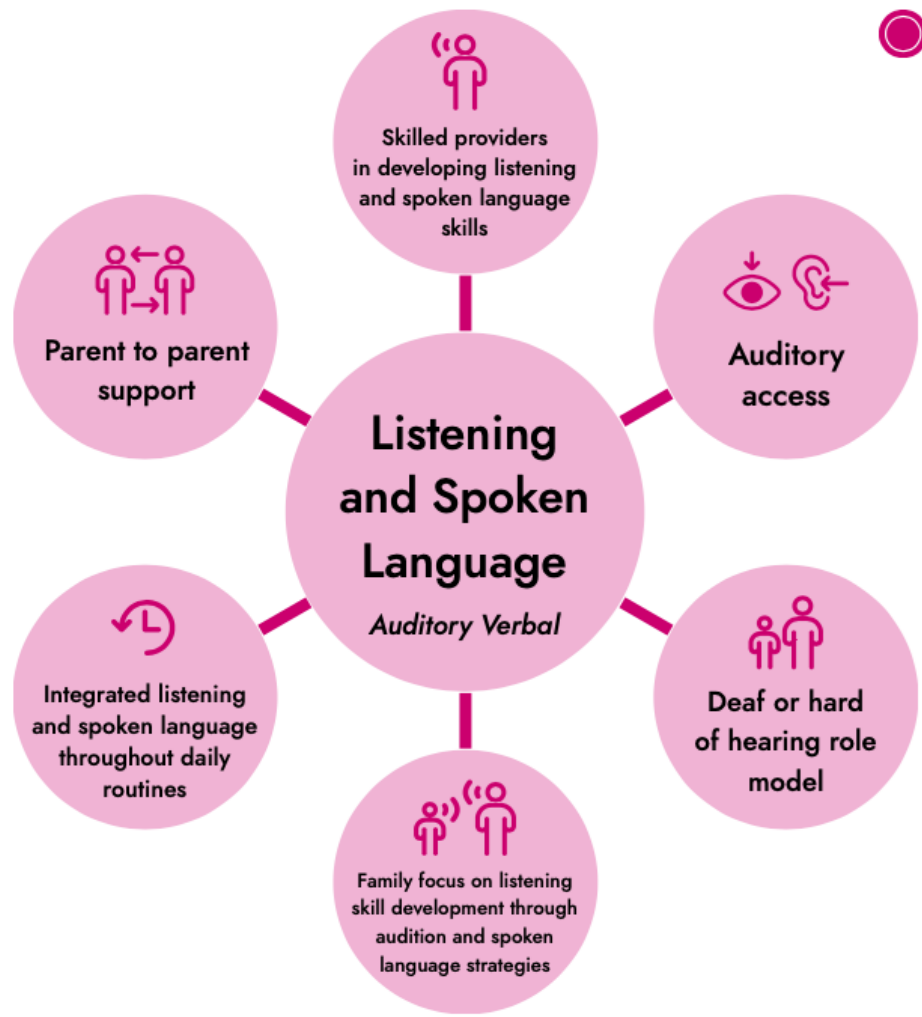 Skilled providers
in developing listening
and spoken language
skills
Parent to parent
support
Auditory
access
Listening
and Spoken
Language
Auditory Verbal
Integrated listening
and spoken language
throughout daily
routines
Deaf or hard
of hearing role
model
Family focus on listening
skill development through
audition and spoken
language strategies